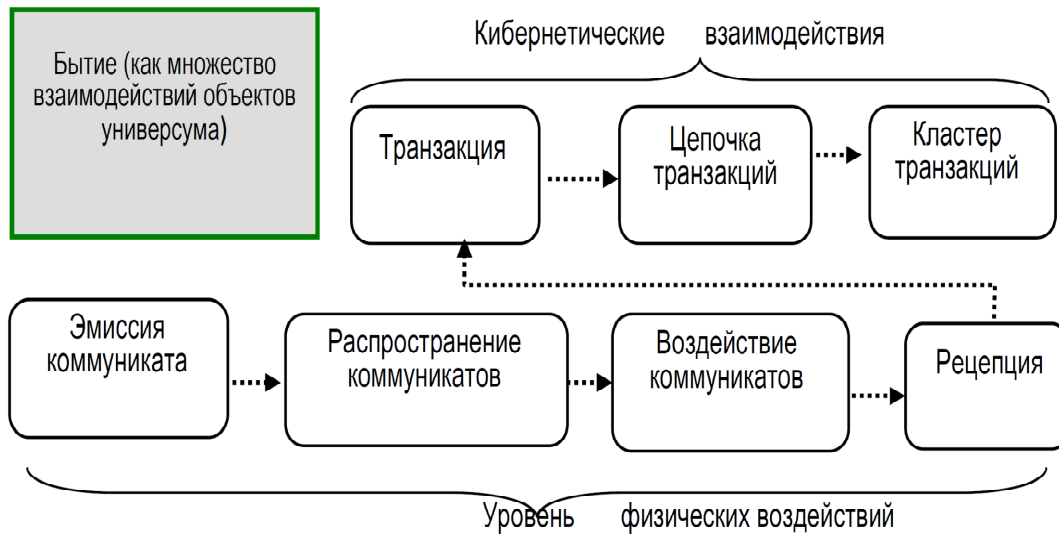 Бытие (как множество
взаимодействий объектов
универсума)
Кибернетические взаимодействия
Транзакция
Цепочка
транзакций
Кластер
транзакций
Эмиссия
коммуниката
Распространение
коммуникатов
Воздействие
коммуникатов
Рецепция
Уровень физических воздействий